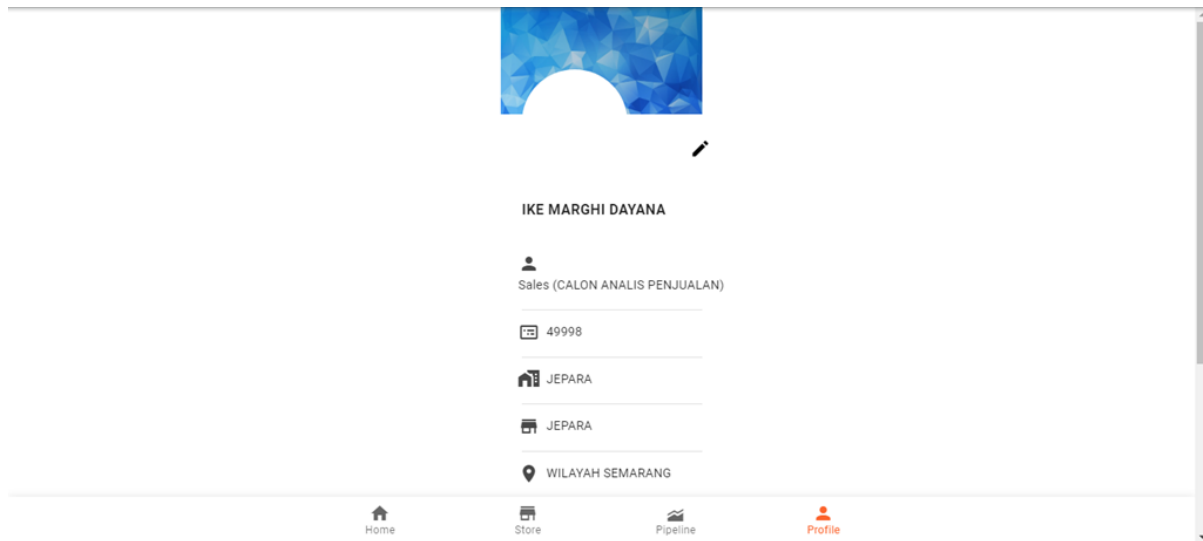 IKE MARGHI DAYANA
Sales (CALON ANALIS PENJUALAN)
49998
JEPARA
JEPARA
WILAYAH SEMARANG
Home
Store
Pipeline
Profile